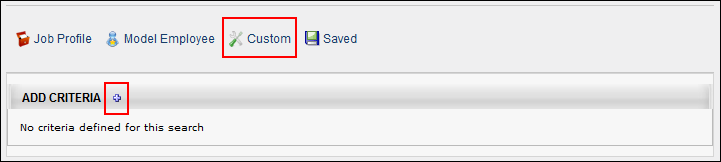 Job Profile Model Employee Custom Saved
ADD CRITERIA
No criteria defined for this search